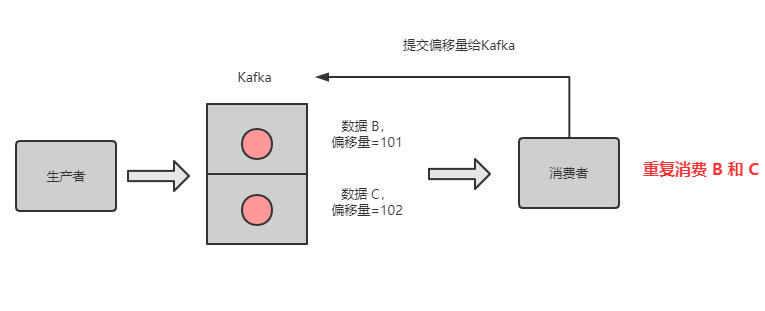 提交偏移量给Kafka
Kafka
数据 B，
偏移量=101
生产者
消费者
重复消费 B 和 C
数据 C，
偏移量=102